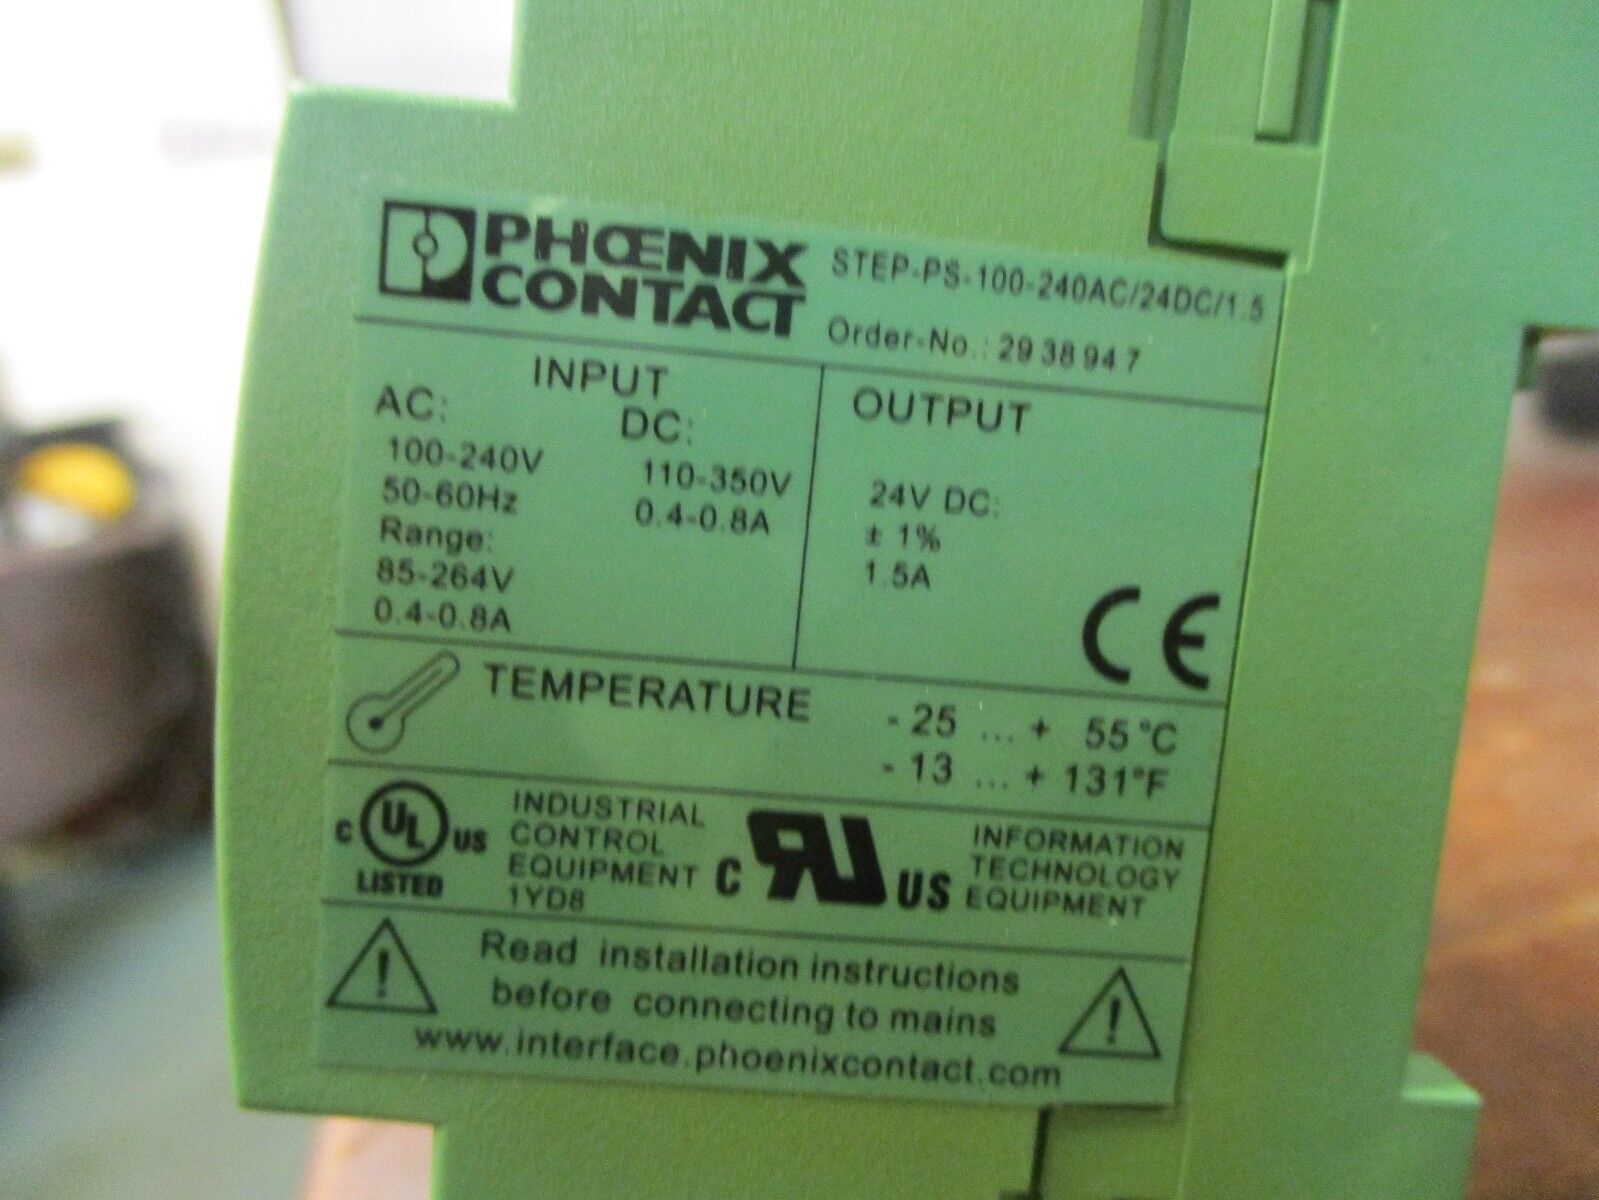 PHŒNIX
CONTACT
STEP-PS-100-240AC/24DC/1.5
Order-No.: 29 38 94 7
INPUT
AC:
100-240V
50-60Hz
Range:
85-264V
0.4-0.8A
DC:
110-350V
0.4-0.8A
OUTPUT
24V DC:
± 1%
1.5A
CE
TEMPERATURE
- 25 ... + 55 °C
- 13 ... + 131°F
C UL US
LISTED
INDUSTRIAL
CONTROL
EQUIPMENT
1YD8
C RU US
INFORMATION
TECHNOLOGY
EQUIPMENT
Read installation instructions
before connecting to mains
www.interface.phoenixcontact.com